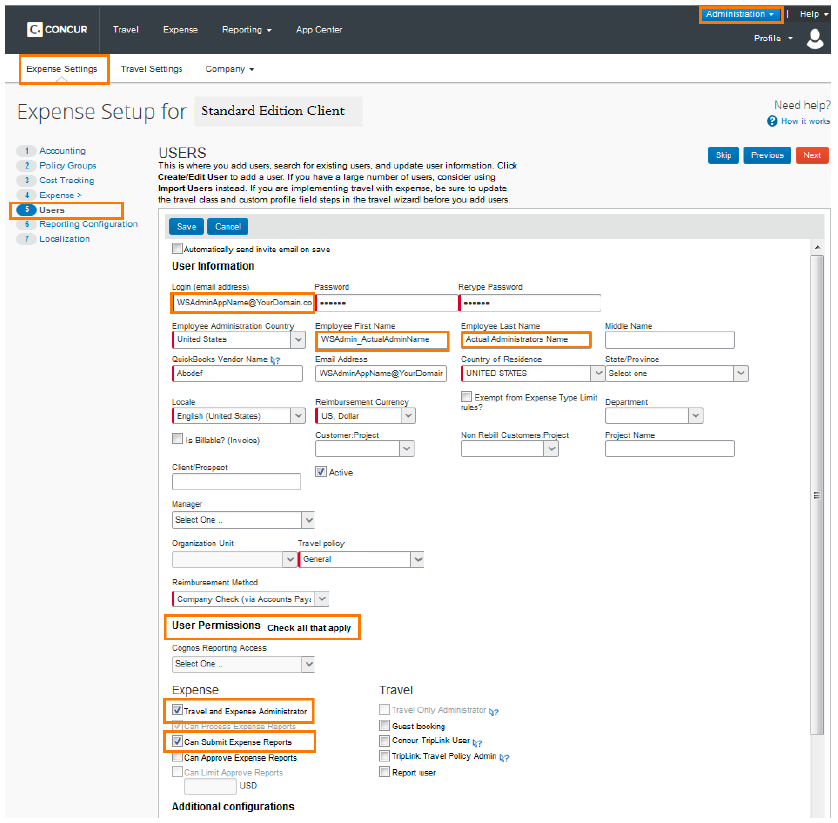 Administration
Help
C. CONCUR
Travel
Expense
Reporting
App Center
Profile
Expense Settings
Travel Settings
Company
Expense Setup for Standard Edition Client
Need help?
? How it works
1 Accounting
2 Policy Groups
3 Cost Tracking
4 Expense >
5 Users
6 Reporting Configuration
7 Localization
USERS
This is where you add users, search for existing users, and update user information. Click
Create/Edit User to add a user. If you have a large number of users, consider using
Import Users instead. If you are implementing travel with expense, be sure to update
the travel class and custom profile field steps in the travel wizard before you add users.
Skip
Previous
Next
Save
Cancel
Automatically send invite email on save
User Information
Login (email address)
Password
Retype Password
WSAdminAppName@YourDomain.co
••••••
••••••
Employee Administration Country
Employee First Name
Employee Last Name
Middle Name
United States
WSAdmin_ActualAdminName
Actual Administrators Name
QuickBooks Vendor Name ?
Email Address
Country of Residence
State/Province
Abcdef
WSAdminAppName@YourDomain
UNITED STATES
Select one
Locale
Reimbursement Currency
Exempt from Expense Type Limit
rules?
Department
English (United States)
US, Dollar
Is Billable? (Invoice)
Customer:Project
Non Rebill Customers:Project
Project Name
Client/Prospect
Active
Manager
Select One ..
Organization Unit
Travel policy
General
Reimbursement Method
Company Check (via Accounts Paya
User Permissions Check all that apply
Cognos Reporting Access
Select One ..
Expense
Travel
Travel and Expense Administrator
Travel Only Administrator ?
Can Process Expense Reports
Guest booking
Can Submit Expense Reports
Concur TripLink User ?
Can Approve Expense Reports
TripLink Travel Policy Admin ?
Can Limit Approve Reports
Report user
USD
Additional configurations